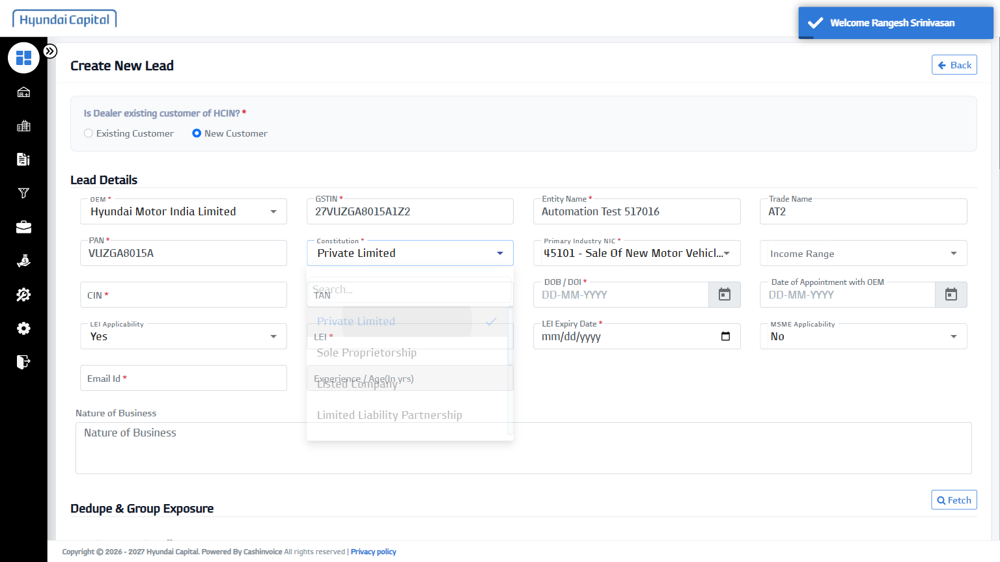 Hyundai Capital
Welcome Rangesh Srinivasan
Create New Lead
Back
Is Dealer existing customer of HCIN? *
Existing Customer
New Customer
Lead Details
OEM *
Hyundai Motor India Limited
GSTIN *
27VUZGA8015A1Z2
Entity Name *
Automation Test 517016
Trade Name
AT2
PAN *
VUZGA8015A
Constitution *
Private Limited
Primary Industry NIC *
45101 - Sale Of New Motor Vehicl...
Income Range
CIN *
Search...
TAN
DOB / DOI *
DD-MM-YYYY
Date of Appointment with OEM
DD-MM-YYYY
Private Limited
LEI Applicability
Yes
LEI *
LEI Expiry Date *
mm/dd/yyyy
MSME Applicability
No
Sole Proprietorship
Email Id *
Experience / Age(In yrs)
Listed Company
Limited Liability Partnership
Nature of Business
Nature of Business
Dedupe & Group Exposure
Fetch
Copyright © 2026 - 2027 Hyundai Capital. Powered By Cashinvoice All rights reserved | Privacy policy